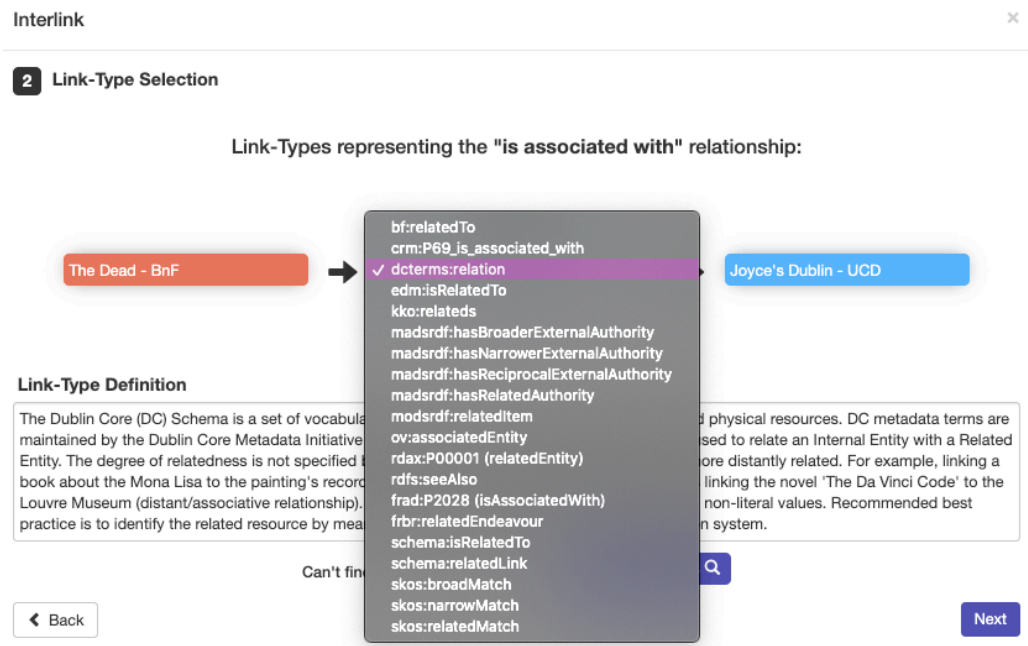 Interlink
×
2 Link-Type Selection
Link-Types representing the "is associated with" relationship:
bf:relatedTo
crm:P69_is_associated_with
The Dead - BnF
✓ dcterms:relation
Joyce's Dublin - UCD
edm:isRelatedTo
kko:relateds
madsrdf:hasBroaderExternalAuthority
madsrdf:hasNarrowerExternalAuthority
madsrdf:hasReciprocalExternalAuthority
madsrdf:hasRelatedAuthority
modsrdf:relatedItem
ov:associatedEntity
rdax:P00001 (relatedEntity)
rdfs:seeAlso
frad:P2028 (isAssociatedWith)
frbr:relatedEndeavour
schema:isRelatedTo
schema:relatedLink
skos:broadMatch
skos:narrowMatch
skos:relatedMatch
Link-Type Definition
The Dublin Core (DC) Schema is a set of physical resources. DC metadata terms are
maintained by the Dublin Core Metadata Initiative used to relate an Internal Entity with a Related
Entity. The degree of relatedness is not specified more distantly related. For example, linking a
book about the Mona Lisa to the painting's record linking the novel 'The Da Vinci Code' to the
Louvre Museum (distant/associative relationship). non-literal values. Recommended best
practice is to identify the related resource by system.
Can't find
Back
Next